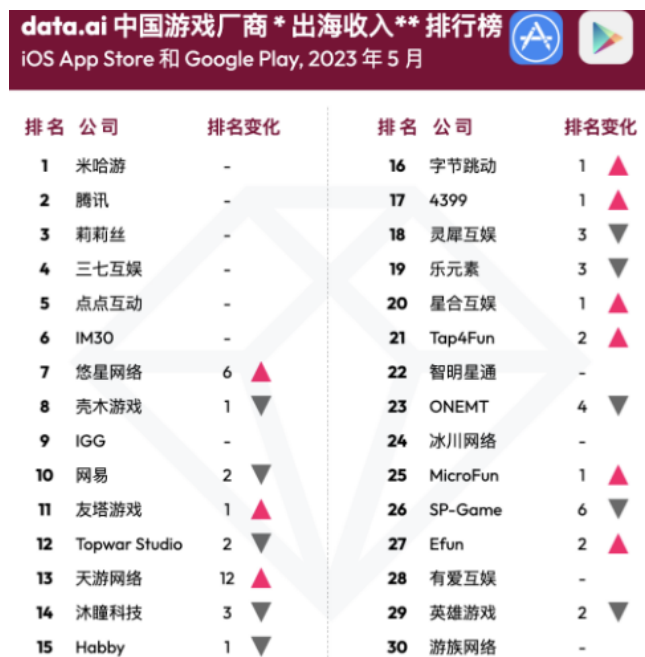 data.ai 中国游戏厂商 * 出海收入** 排行榜
iOS App Store 和 Google Play, 2023 年 5 月
排名 公司 排名变化
1 米哈游 -
2 腾讯 -
3 莉莉丝 -
4 三七互娱 -
5 点点互动 -
6 IM30 -
7 悠星网络 6 ▲
8 壳木游戏 1 ▼
9 IGG -
10 网易 2 ▼
11 友塔游戏 1 ▲
12 Topwar Studio 2 ▼
13 天游网络 12 ▲
14 沐瞳科技 3 ▼
15 Habby 1 ▼
排名 公司 排名变化
16 字节跳动 1 ▲
17 4399 1 ▲
18 灵犀互娱 3 ▼
19 乐元素 3 ▼
20 星合互娱 1 ▲
21 Tap4Fun 2 ▲
22 智明星通 -
23 ONEMT 4 ▼
24 冰川网络 -
25 MicroFun 1 ▲
26 SP-Game 6 ▼
27 Efun 2 ▲
28 有爱互娱 -
29 英雄游戏 2 ▼
30 游族网络 -